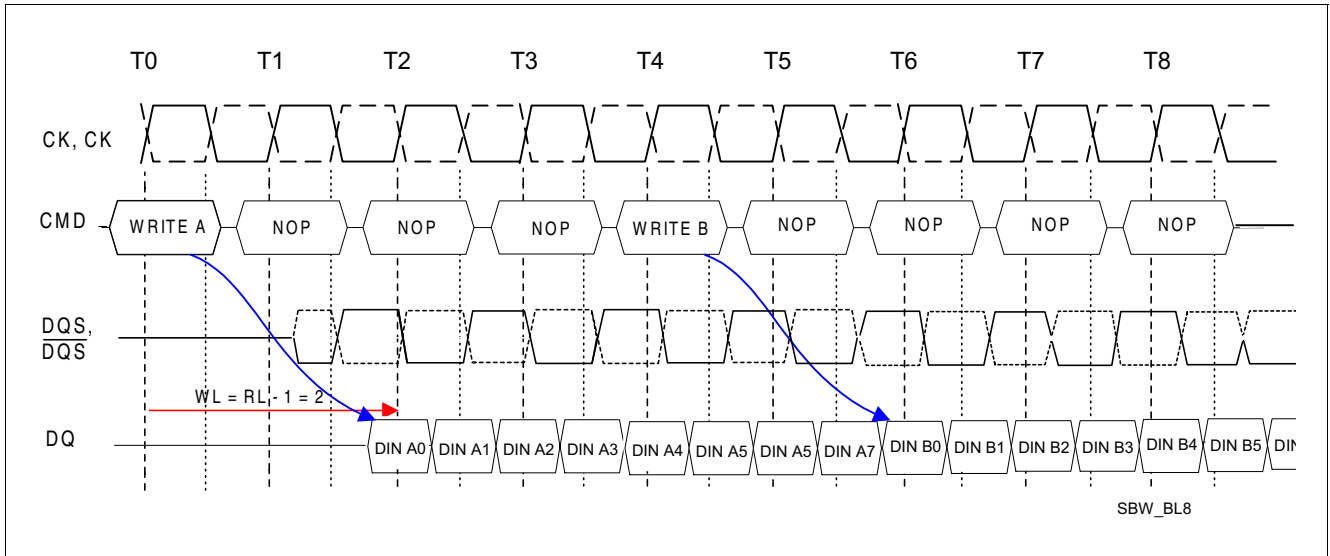 T0 T1 T2 T3 T4 T5 T6 T7 T8
CK, CK
CMD WRITE A NOP NOP NOP WRITE B NOP NOP NOP NOP
DQS,
DQS
WL = RL - 1 = 2
DQ DIN A0 DIN A1 DIN A2 DIN A3 DIN A4 DIN A5 DIN A5 DIN A7 DIN B0 DIN B1 DIN B2 DIN B3 DIN B4 DIN B5 DIN
SBW_BL8